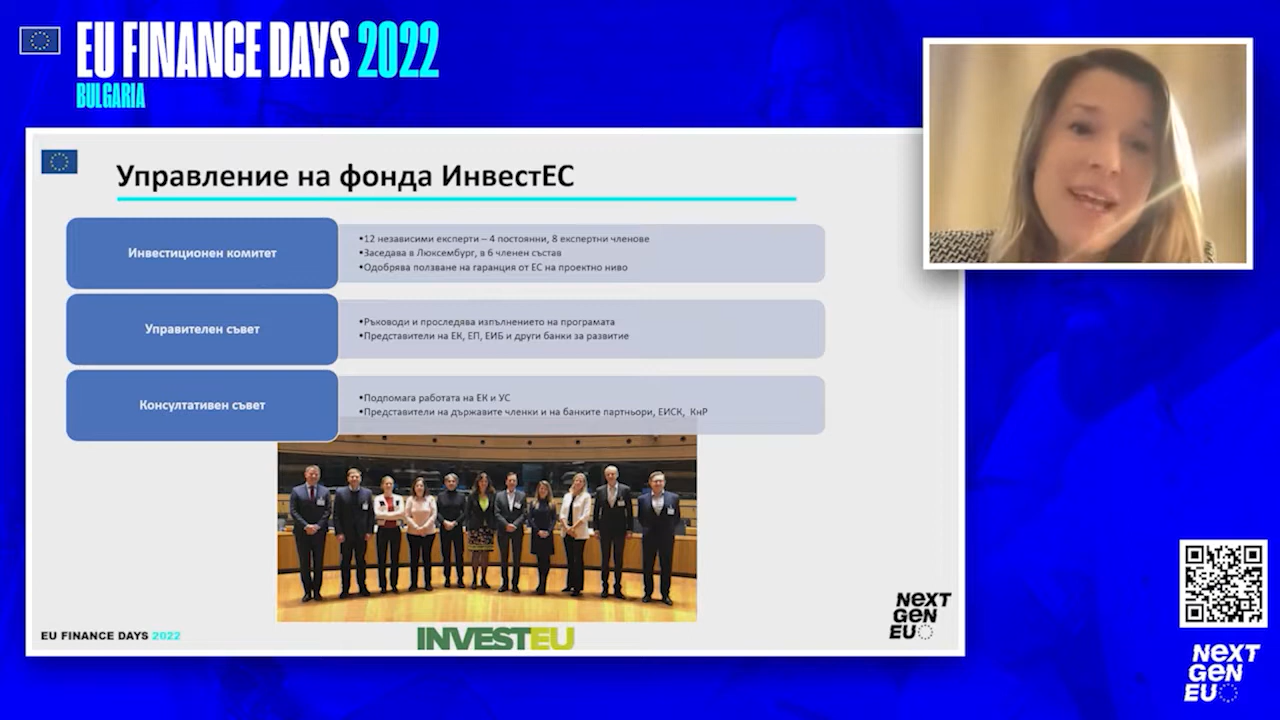 EU FINANCE DAYS 2022
BULGARIA
Управление на фонда ИнвестЕС
Инвестиционен комитет
•12 независими експерти – 4 постоянни, 8 експертни членове
•Заседава в Люксембург, в 6 членен състав
•Одобрява ползване на гаранция от ЕС на проектно ниво
Управителен съвет
•Ръководи и проследява изпълнението на програмата
•Представители на ЕК, ЕП, ЕИБ и други банки за развитие
Консултативен съвет
•Подпомага работата на ЕК и УС
•Представители на държавите членки и на банките партньори, ЕИСК, КнР
EU FINANCE DAYS 2022
INVESTEU
NEXT
GEN
EU
NEXT
GEN
EU